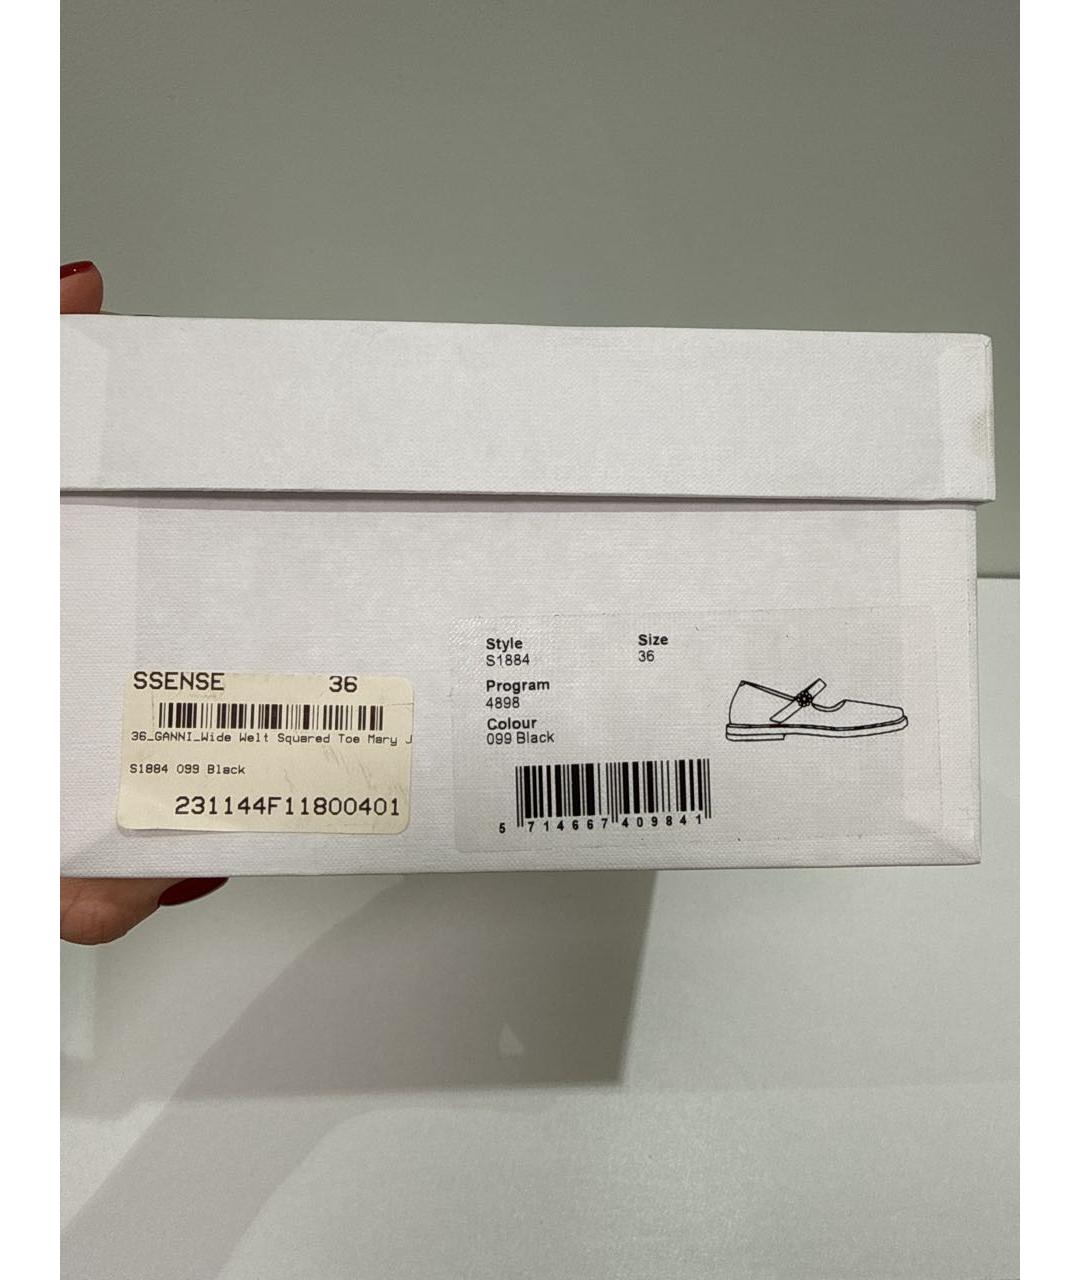 SSENSE 36
36_GANNI_Wide Welt Squared Toe Mary J
S1884 099 Black
231144F11800401
Style
S1884
Size
36
Program
4898
Colour
099 Black
5 714667 409841